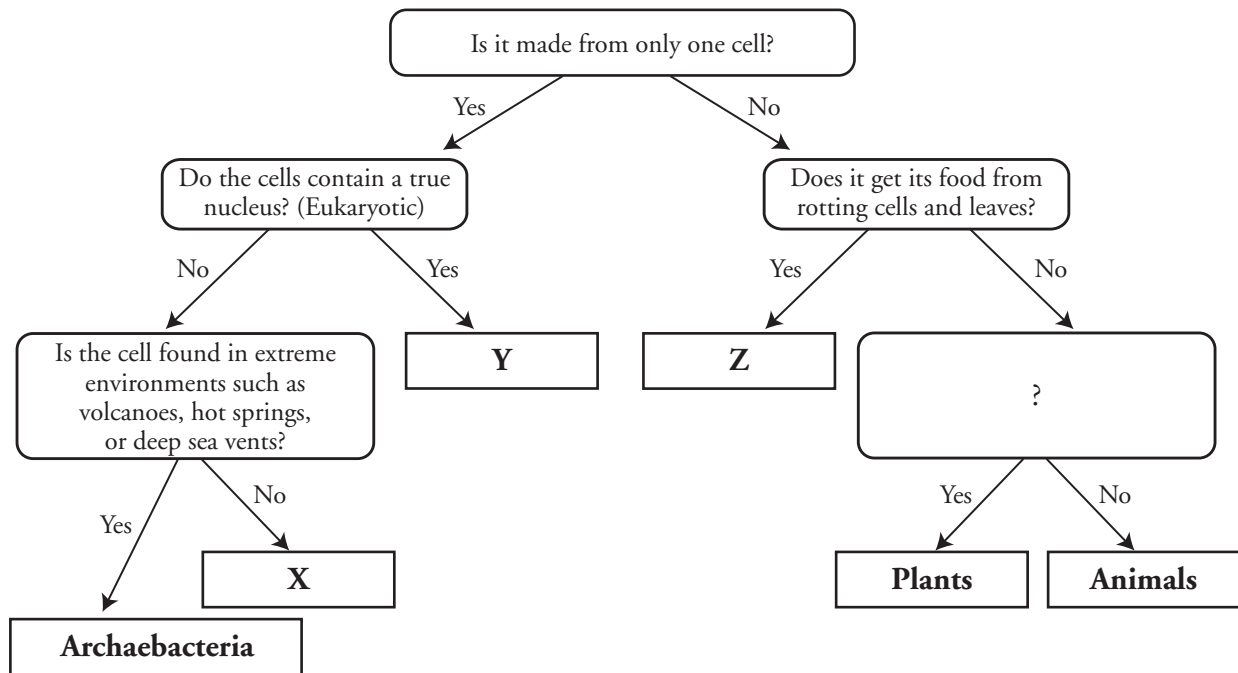 Is it made from only one cell?
Yes
No
Do the cells contain a true
nucleus? (Eukaryotic)
Does it get its food from
rotting cells and leaves?
No
Yes
Yes
No
Is the cell found in extreme
environments such as
volcanoes, hot springs,
or deep sea vents?
Y
Z
?
Yes
No
Yes
No
X
Plants
Animals
Archaebacteria